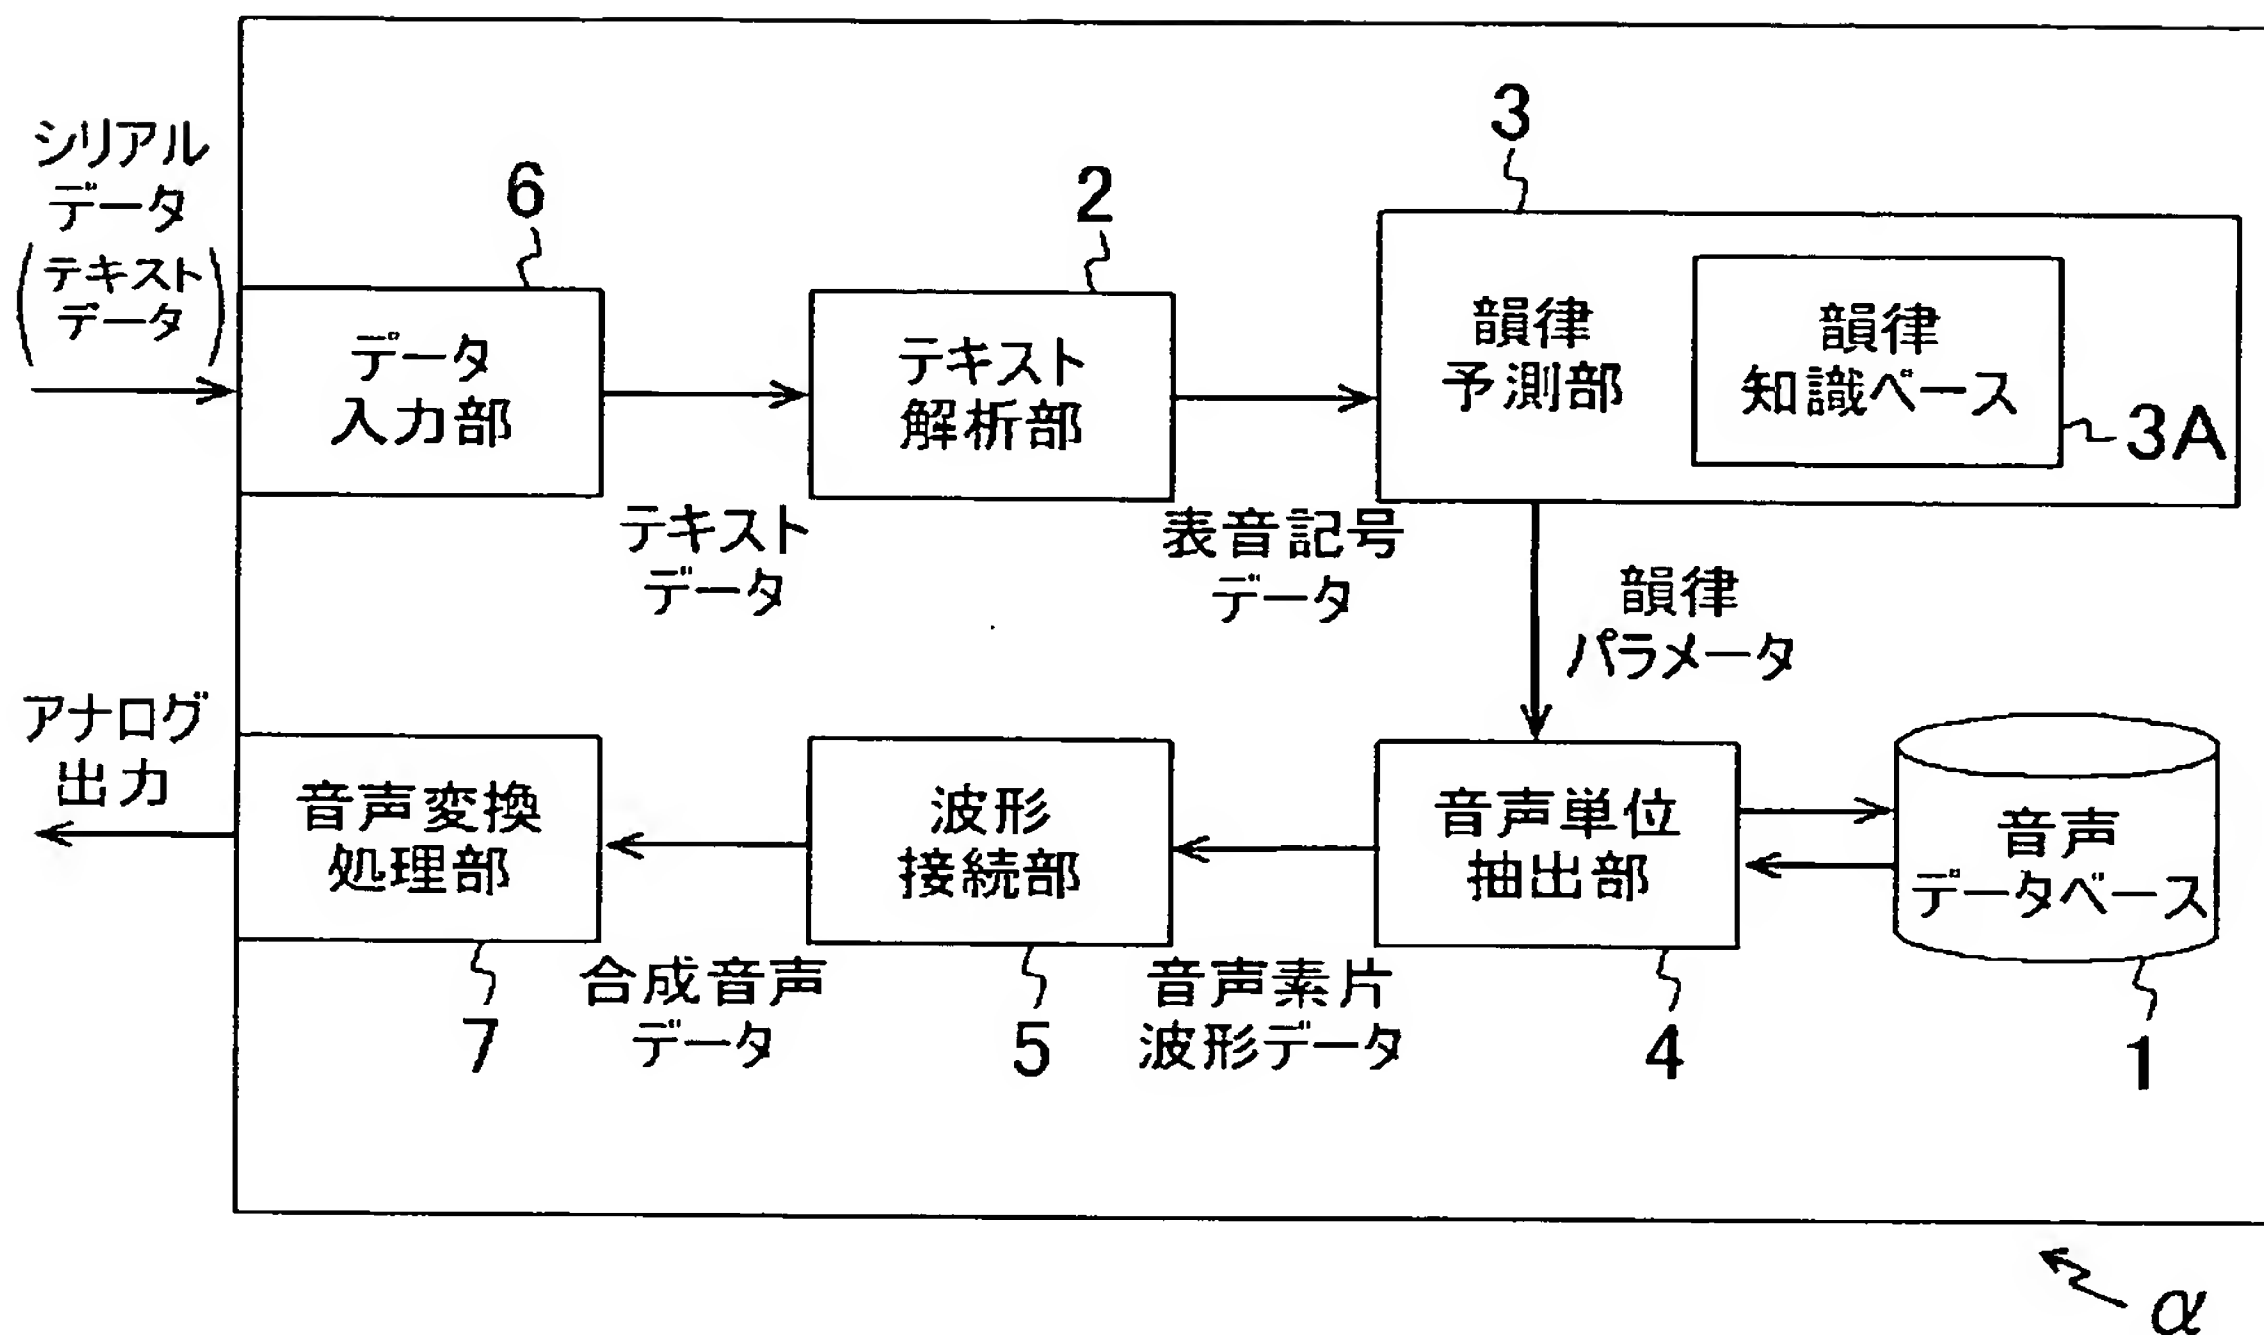 シリアル
データ
(テキスト
データ)
6
データ
入力部
テキスト
データ
2
テキスト
解析部
表音記号
データ
3
韻律
予測部
韻律
知識ベース
3A
韻律
パラメータ
アナログ
出力
音声変換
処理部
7
合成音声
データ
波形
接続部
5
音声素片
波形データ
音声単位
抽出部
4
音声
データベース
1
α